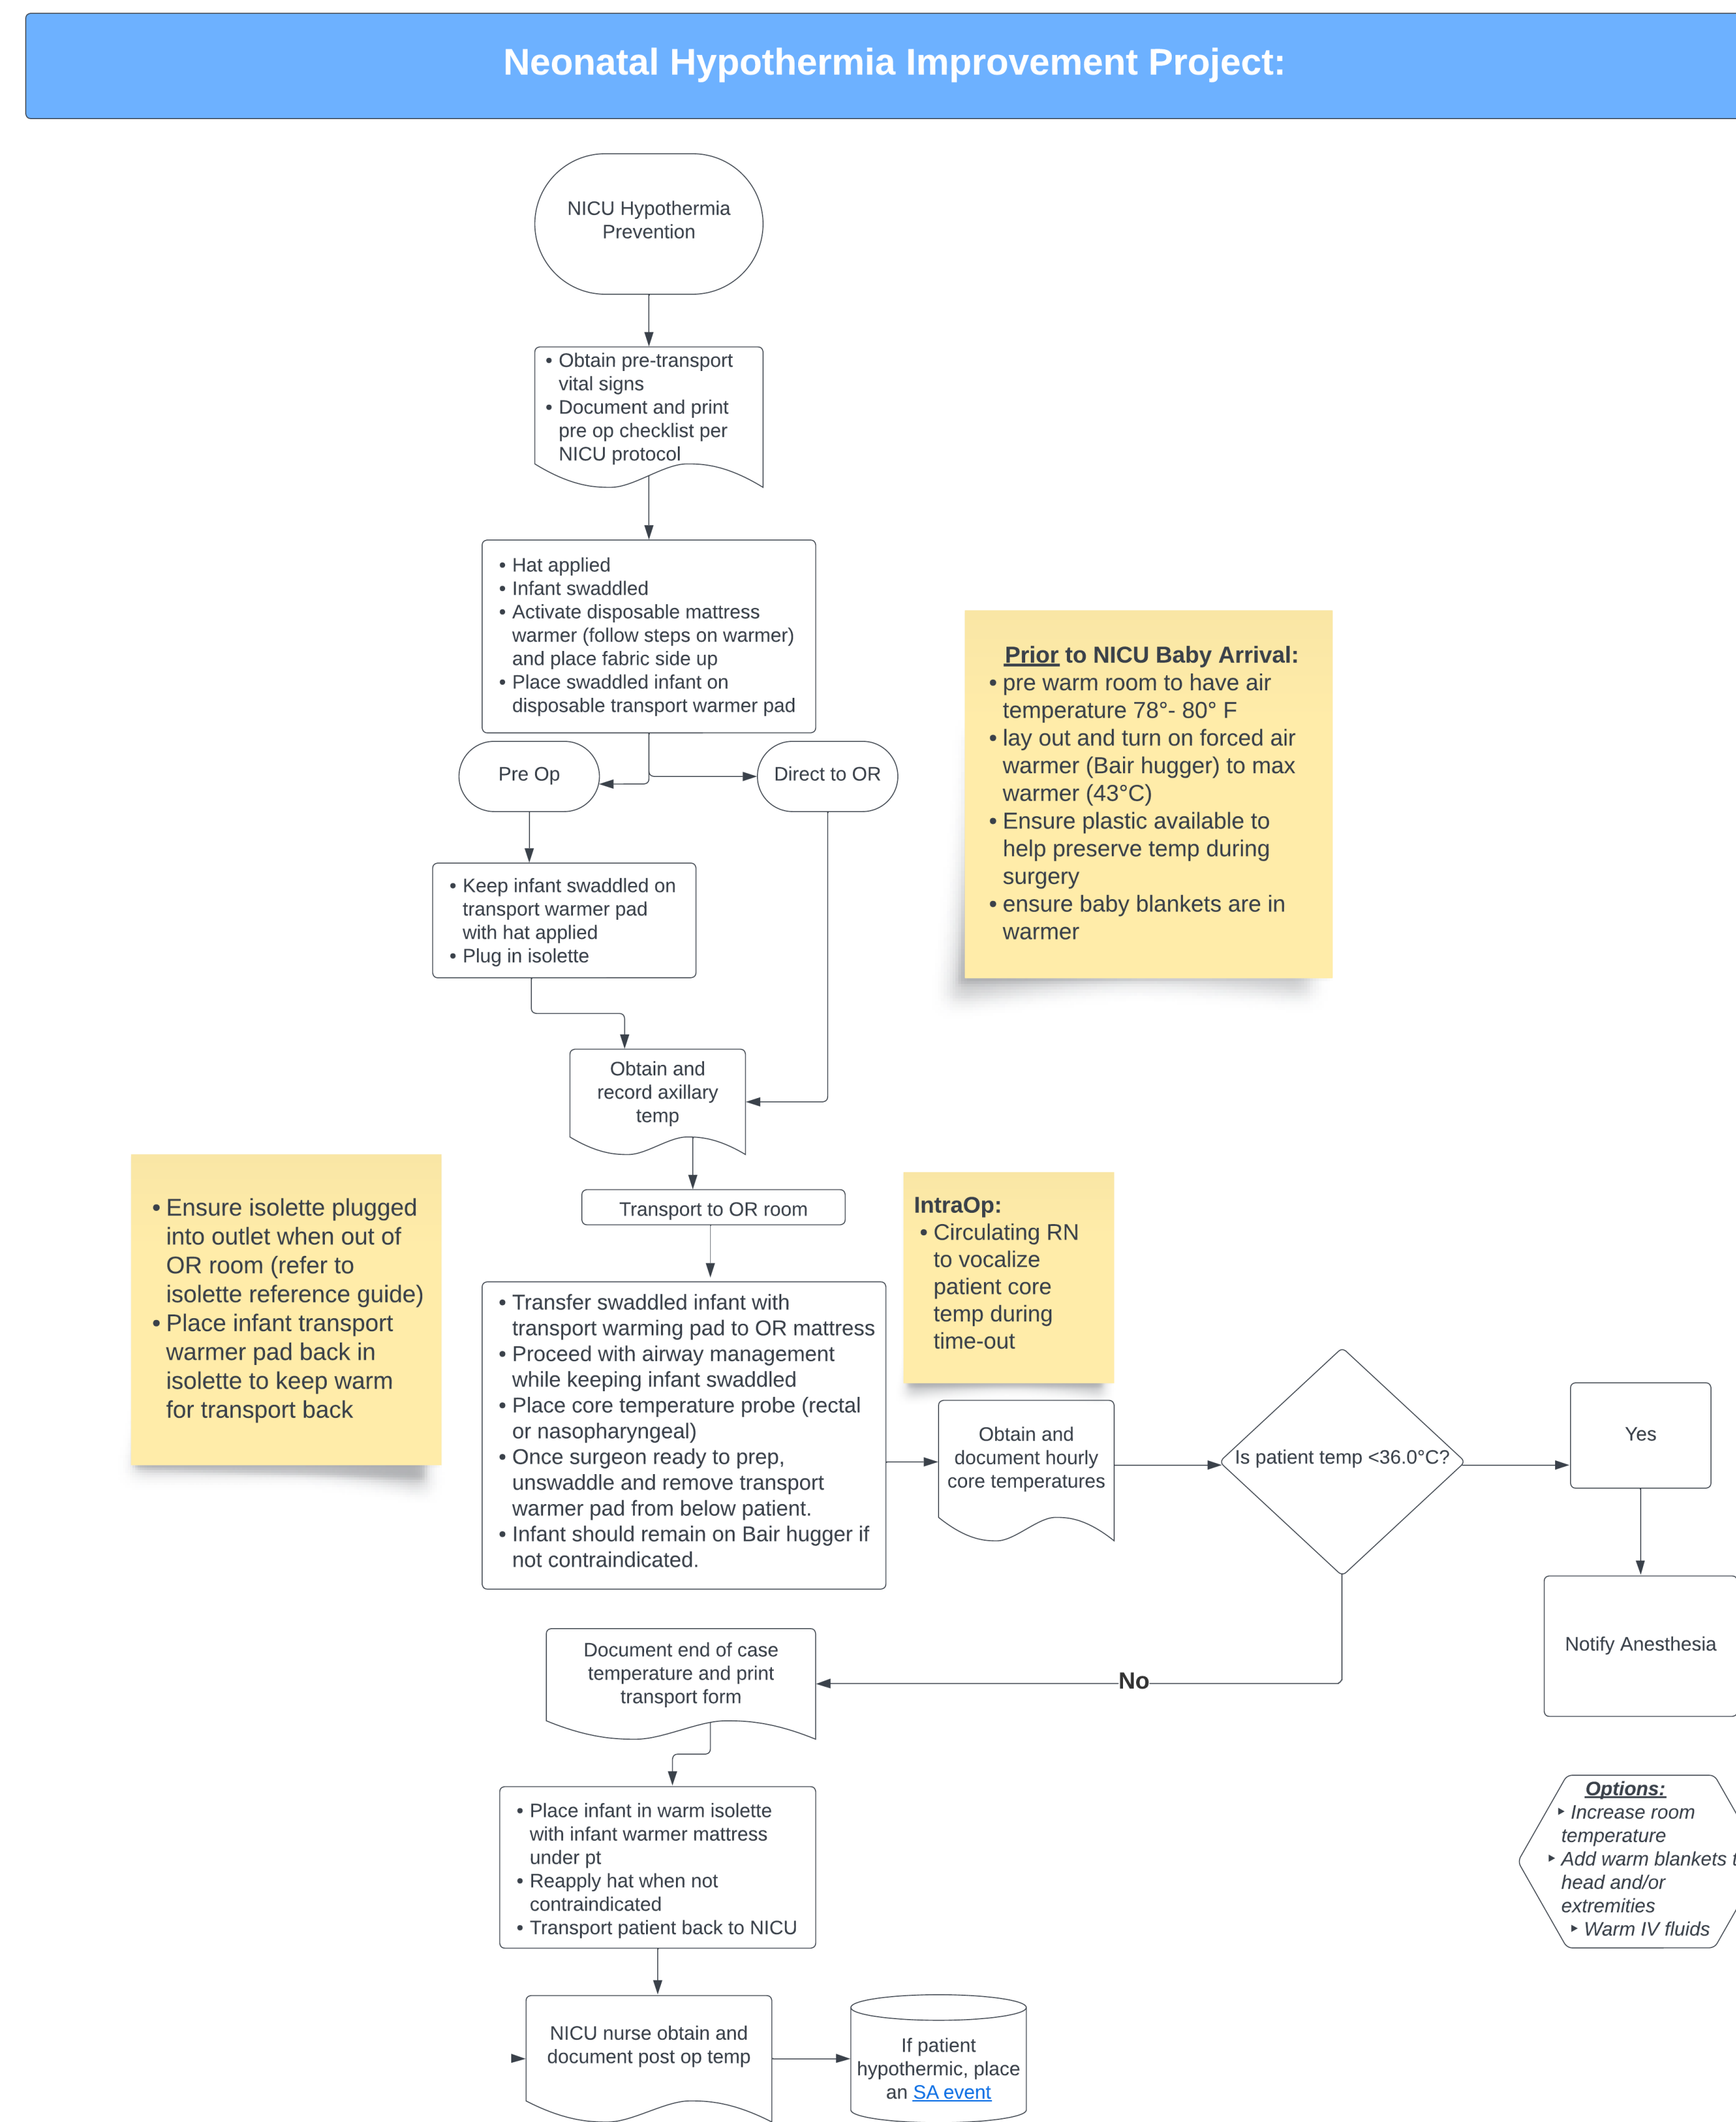 Neonatal Hypothermia Improvement Project:
NICU Hypothermia
Prevention
• Obtain pre-transport
vital signs
• Document and print
pre op checklist per
NICU protocol
• Hat applied
• Infant swaddled
• Activate disposable mattress
warmer (follow steps on warmer)
and place fabric side up
• Place swaddled infant on
disposable transport warmer pad
Prior to NICU Baby Arrival:
• pre warm room to have air
temperature 78°- 80° F
• lay out and turn on forced air
warmer (Bair hugger) to max
warmer (43°C)
• Ensure plastic available to
help preserve temp during
surgery
• ensure baby blankets are in
warmer
Pre Op
Direct to OR
• Keep infant swaddled on
transport warmer pad
with hat applied
• Plug in isolette
Obtain and
record axillary
temp
• Ensure isolette plugged
into outlet when out of
OR room (refer to
isolette reference guide)
• Place infant transport
warmer pad back in
isolette to keep warm
for transport back
Transport to OR room
IntraOp:
• Circulating RN
to vocalize
patient core
temp during
time-out
• Transfer swaddled infant with
transport warming pad to OR mattress
• Proceed with airway management
while keeping infant swaddled
• Place core temperature probe (rectal
or nasopharyngeal)
• Once surgeon ready to prep,
unswaddle and remove transport
warmer pad from below patient.
• Infant should remain on Bair hugger if
not contraindicated.
Obtain and
document hourly
core temperatures
Is patient temp <36.0°C?
Yes
Notify Anesthesia
No
Document end of case
temperature and print
transport form
Options:
‣ Increase room
temperature
‣ Add warm blankets
head and/or
extremities
‣ Warm IV fluids
• Place infant in warm isolette
with infant warmer mattress
under pt
• Reapply hat when not
contraindicated
• Transport patient back to NICU
NICU nurse obtain and
document post op temp
If patient
hypothermic, place
an SA event